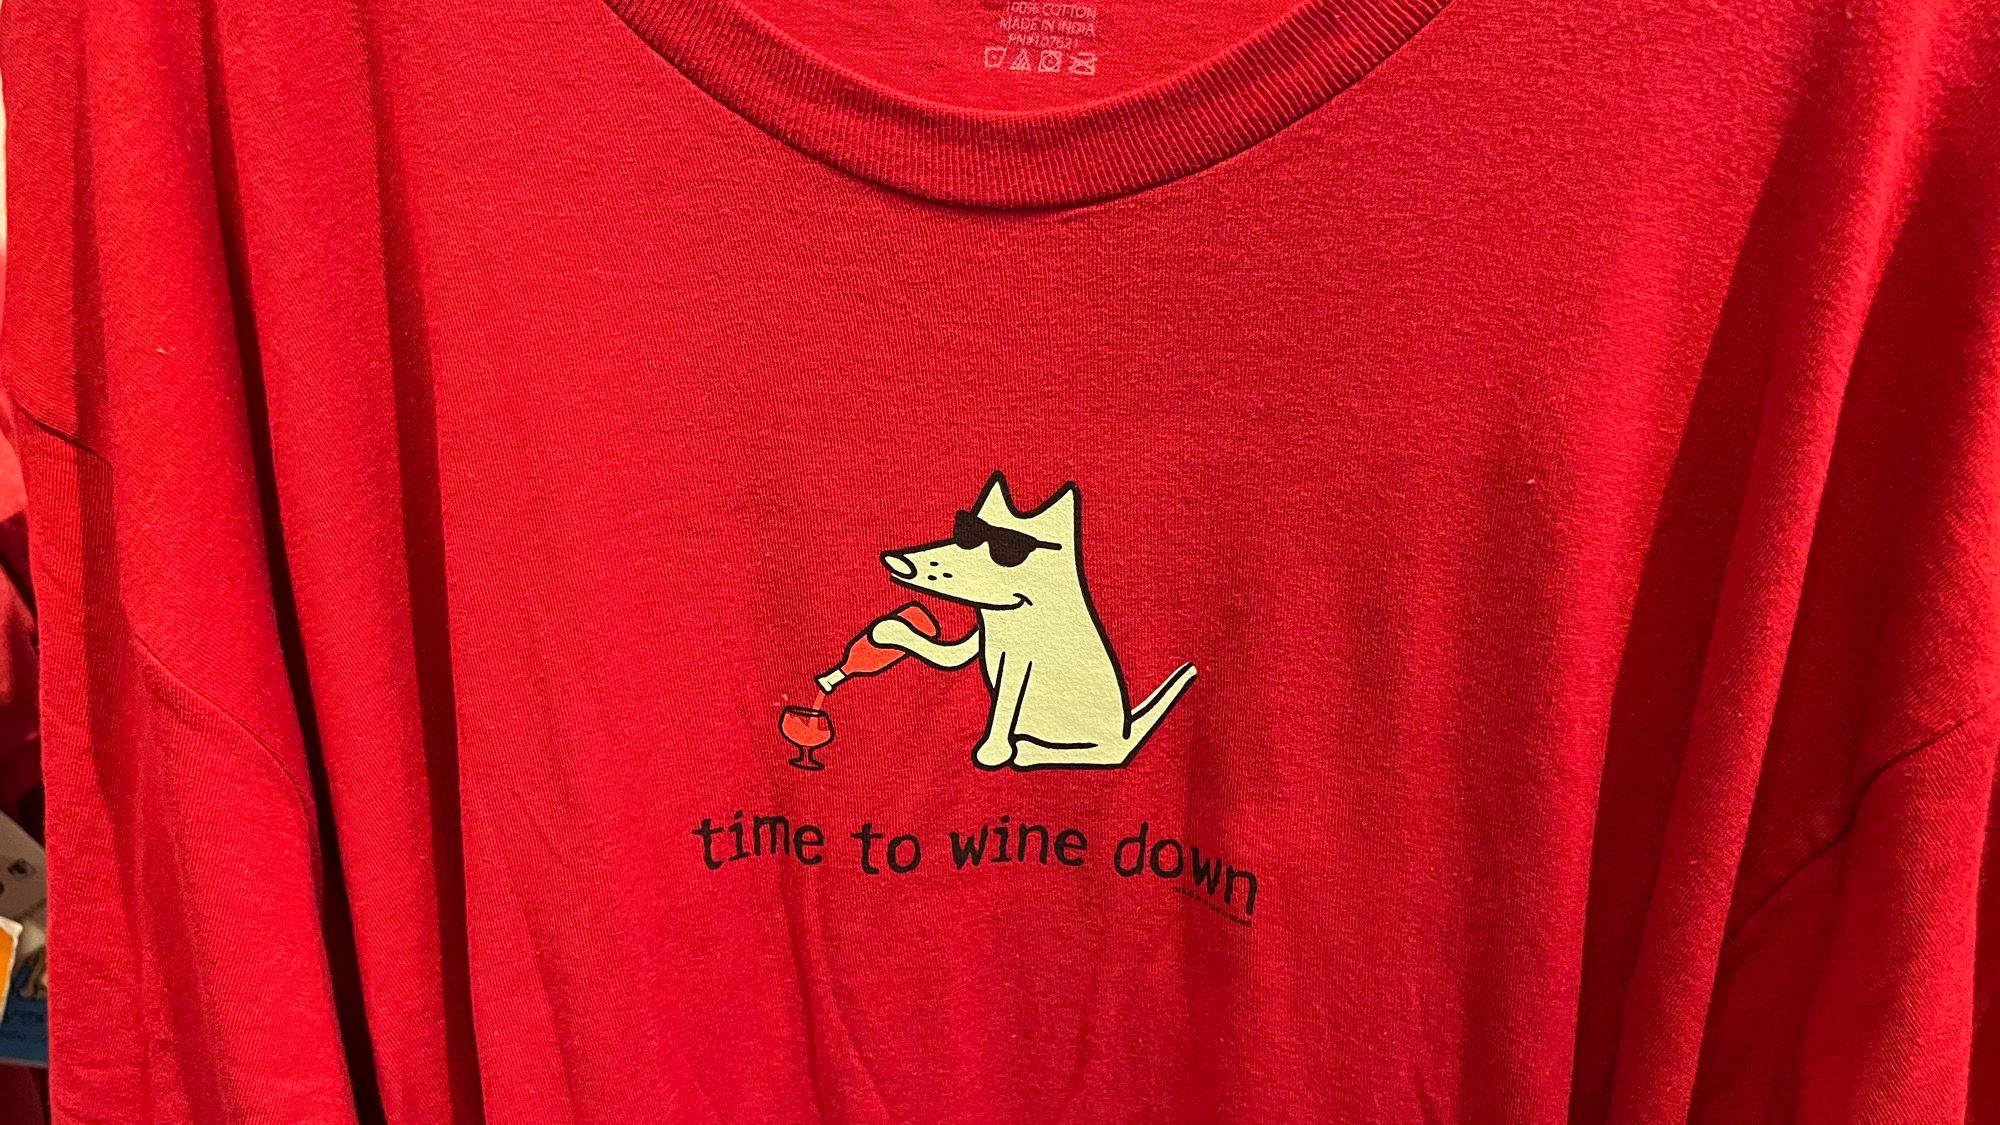 100% COTTON
MADE IN INDIA
time to wine down